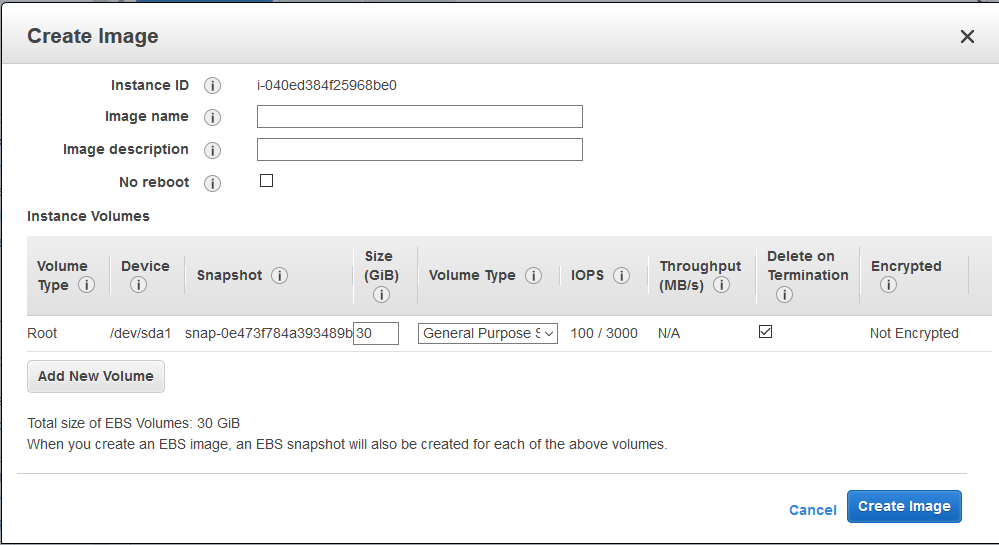 Create Image
Instance ID i-040ed384f25968be0
Image name
Image description
No reboot
Instance Volumes
Volume Type Device Snapshot Size (GiB) Volume Type IOPS Throughput (MB/s) Delete on Termination Encrypted
Root /dev/sda1 snap-0e473f784a393489b 30 General Purpose S 100 / 3000 N/A Not Encrypted
Add New Volume
Total size of EBS Volumes: 30 GiB
When you create an EBS image, an EBS snapshot will also be created for each of the above volumes.
Cancel Create Image